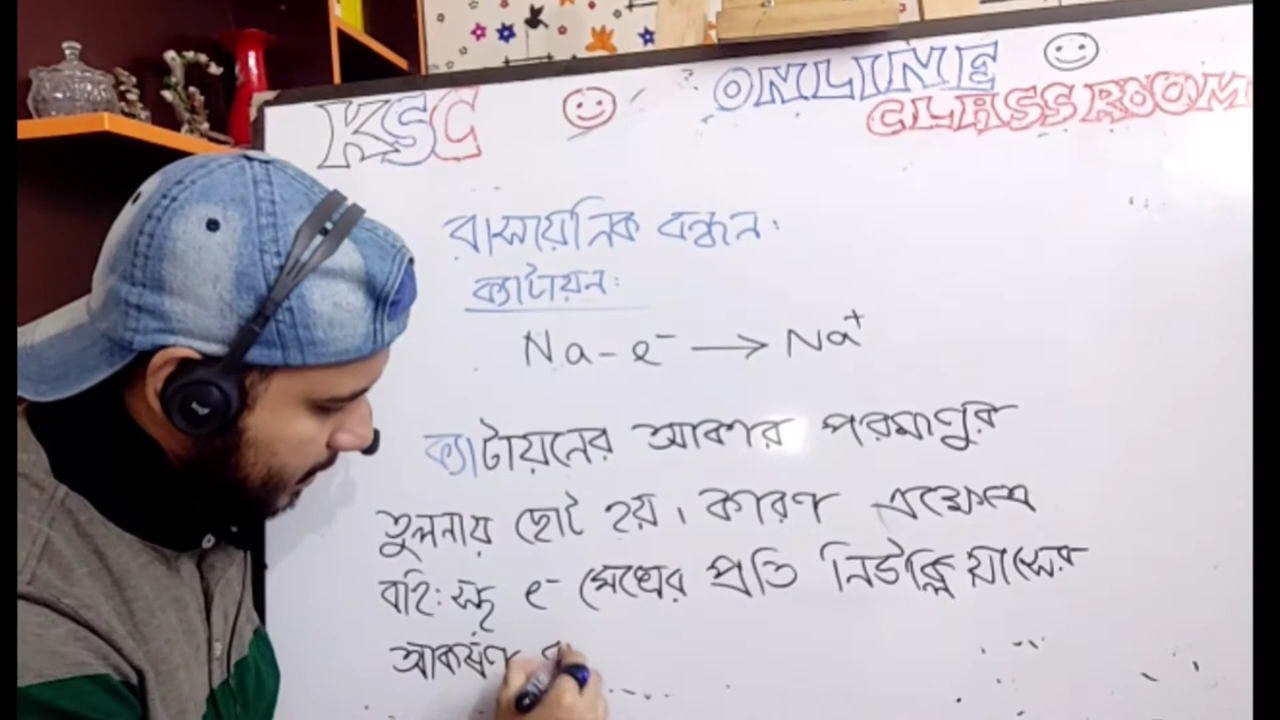 KSC ONLINE
CLASSROOM
রাসায়নিক বন্ধন:
ক্যাটায়ন:
Na - e⁻ → Na⁺
ক্যাটায়নের আকার পরমাণুর
তুলনায় ছোট হয়। কারণ এক্ষেত্রে
বহি:স্থ e⁻ মেঘের প্রতি নিউক্লিয়াসের
আকর্ষণ